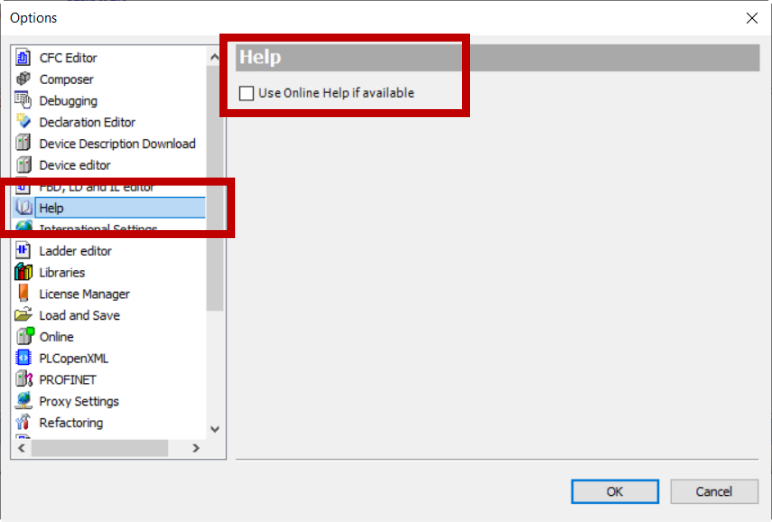 Options
CFC Editor
Composer
Debugging
Declaration Editor
Device Description Download
Device editor
FBD, LD and IL editor
Help
International Settings
Ladder editor
Libraries
License Manager
Load and Save
Online
PLCopenXML
PROFINET
Proxy Settings
Refactoring
Help
Use Online Help if available
OK
Cancel